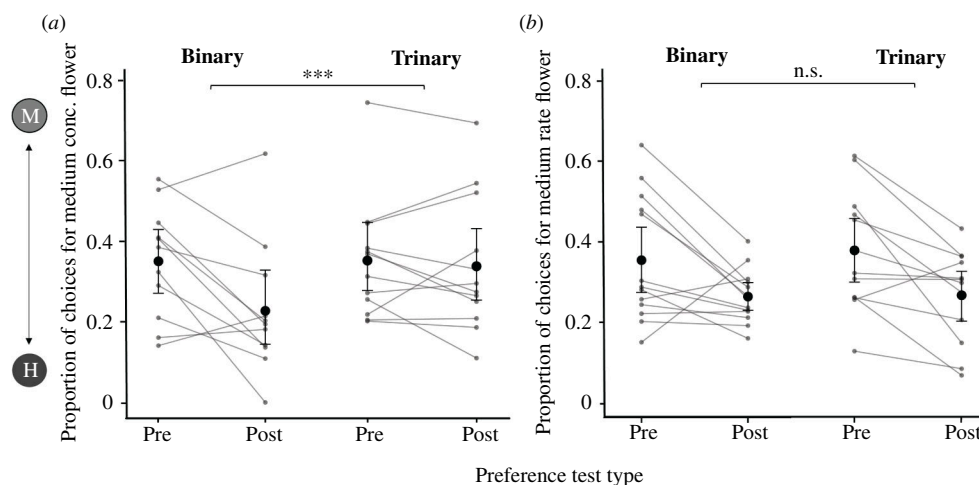 (a)
Binary
Trinary
***
Proportion of choices for medium conc. flower
0.8
0.6
0.4
0.2
0
Pre
Post
Pre
Post
M
H
(b)
Binary
Trinary
n.s.
Proportion of choices for medium rate flower
0.8
0.6
0.4
0.2
0
Pre
Post
Pre
Post
Preference test type